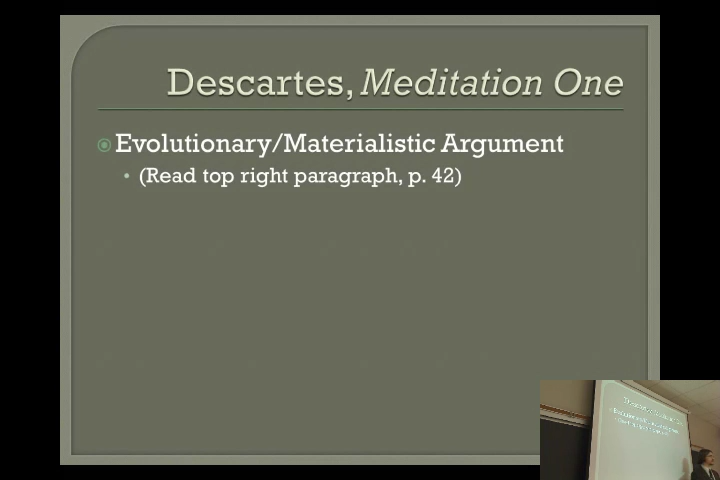 Descartes, Meditation One
Evolutionary/Materialistic Argument
(Read top right paragraph, p. 42)